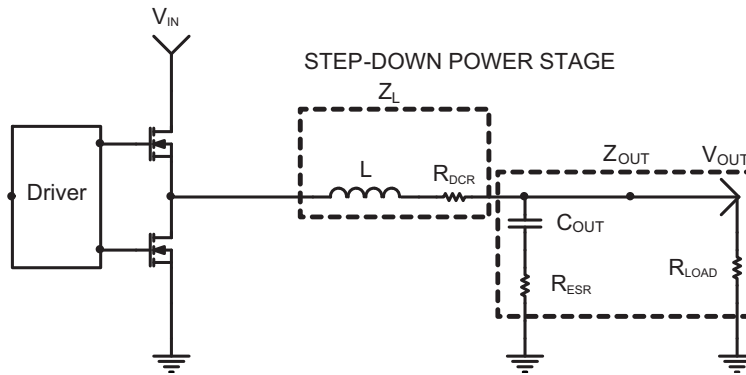 V_IN
STEP-DOWN POWER STAGE
Z_L
Z_OUT
V_OUT
L
R_DCR
Driver
C_OUT
R_ESR
R_LOAD